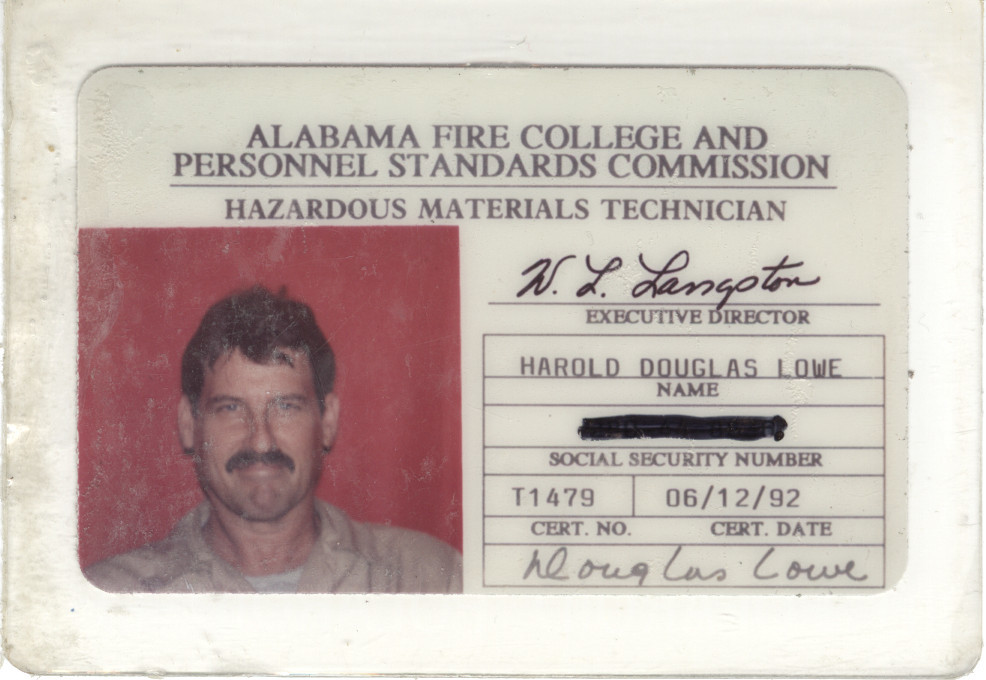 ALABAMA FIRE COLLEGE AND
PERSONNEL STANDARDS COMMISSION
HAZARDOUS MATERIALS TECHNICIAN
W. L. Langston
EXECUTIVE DIRECTOR
HAROLD DOUGLAS LOWE
NAME
SOCIAL SECURITY NUMBER
T1479 06/12/92
CERT. NO. CERT. DATE
Douglas Lowe